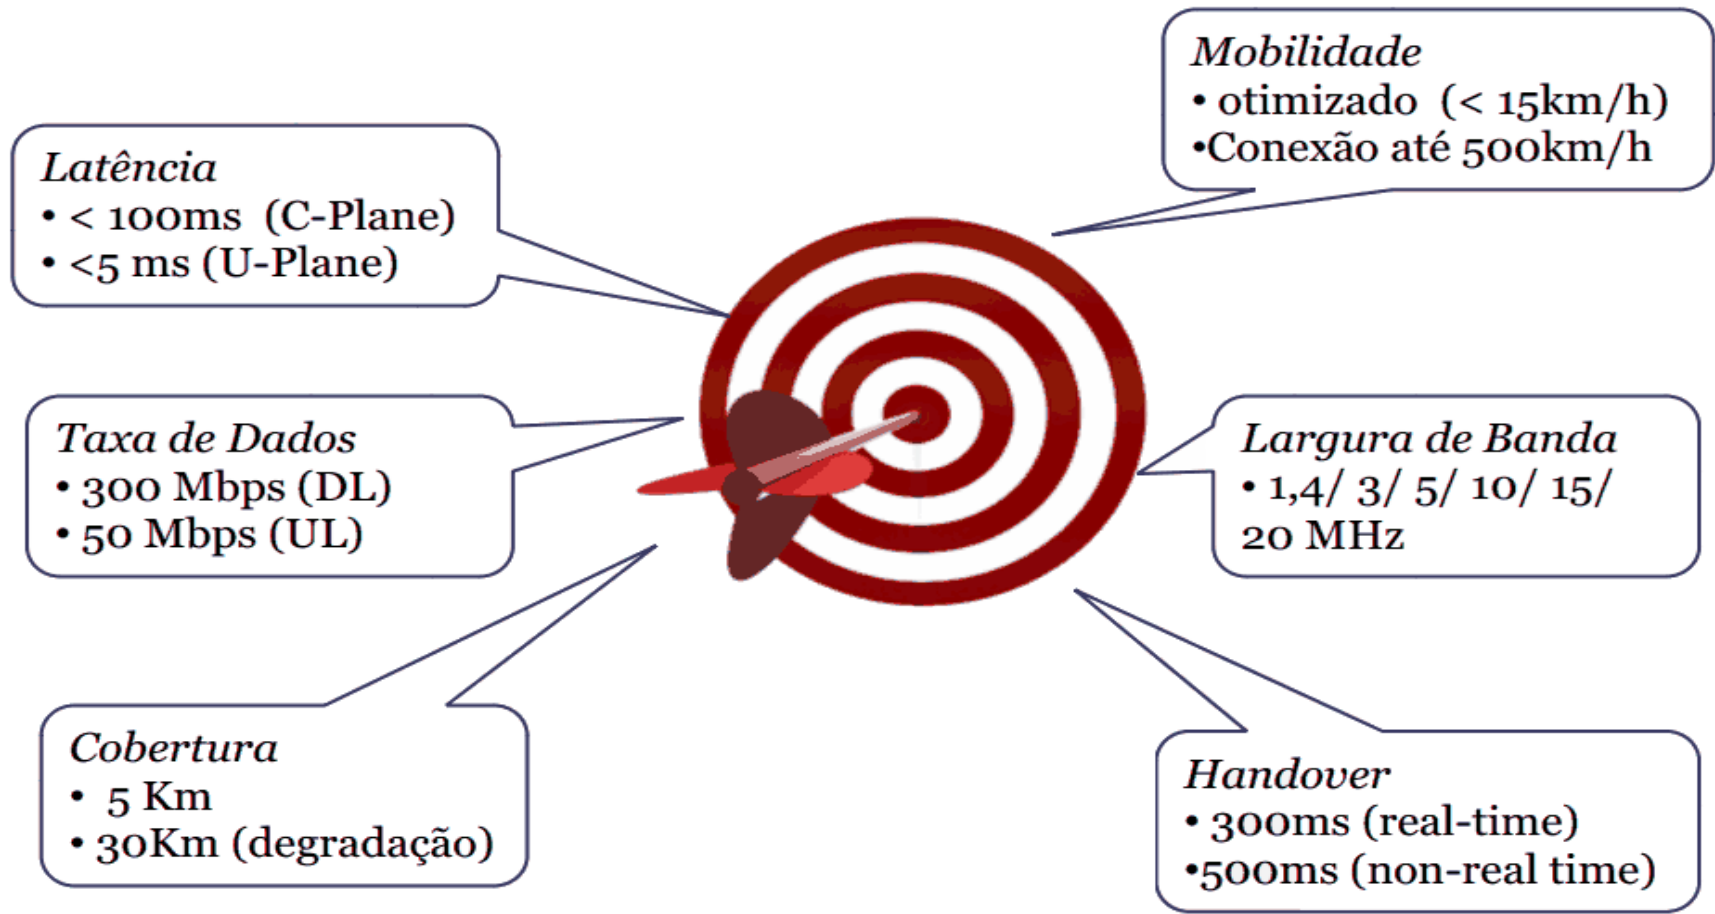 Mobilidade
• otimizado (< 15km/h)
•Conexão até 500km/h
Latência
• < 100ms (C-Plane)
• <5 ms (U-Plane)
Taxa de Dados
• 300 Mbps (DL)
• 50 Mbps (UL)
Largura de Banda
• 1,4/ 3/ 5/ 10/ 15/
20 MHz
Cobertura
• 5 Km
• 30Km (degradação)
Handover
• 300ms (real-time)
•500ms (non-real time)